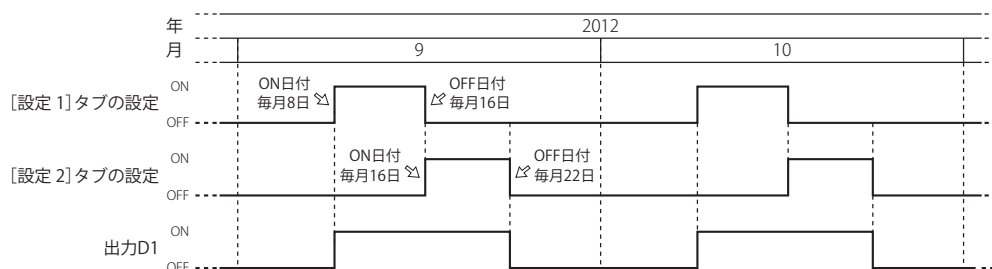 年
2012
月
9
10
ON
[設定 1]タブの設定
ON日付
毎月8日
OFF日付
毎月16日
OFF
ON
[設定 2]タブの設定
ON日付
毎月16日
OFF日付
毎月22日
OFF
ON
出力D1
OFF